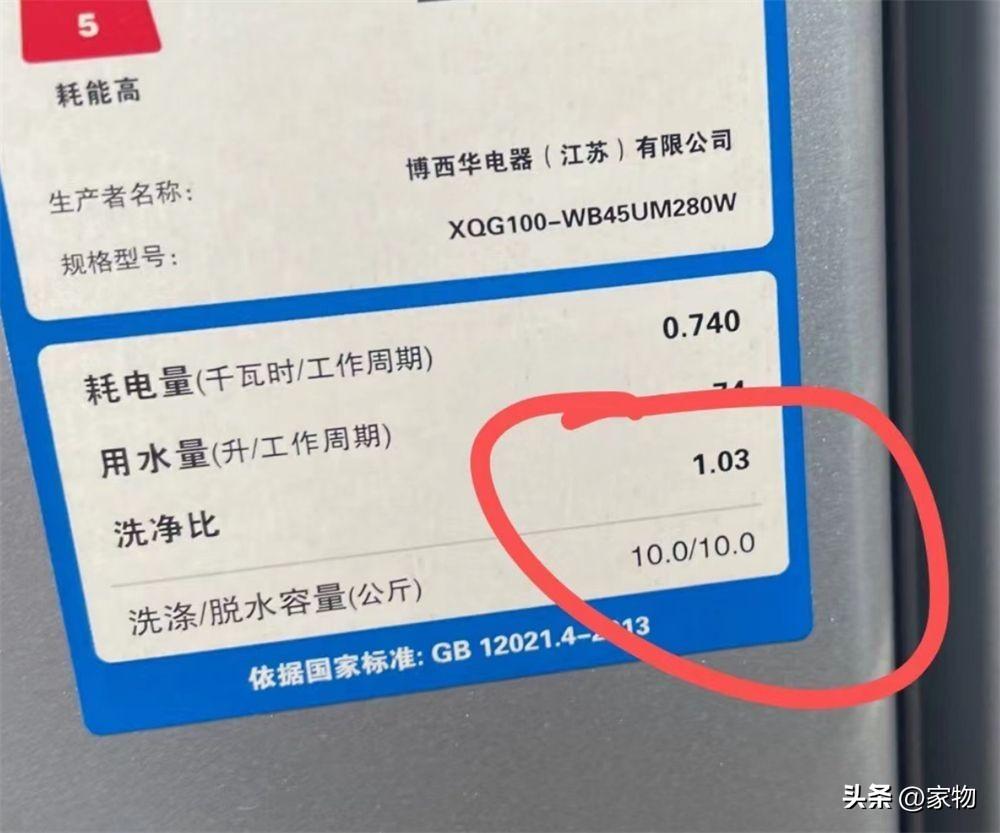 5
耗能高
生产者名称: 博西华电器（江苏）有限公司
规格型号: XQG100-WB45UM280W
耗电量(千瓦时/工作周期) 0.740
用水量(升/工作周期) 74
洗净比 1.03
洗涤/脱水容量(公斤) 10.0/10.0
依据国家标准: GB 12021.4-2013
头条 @家物